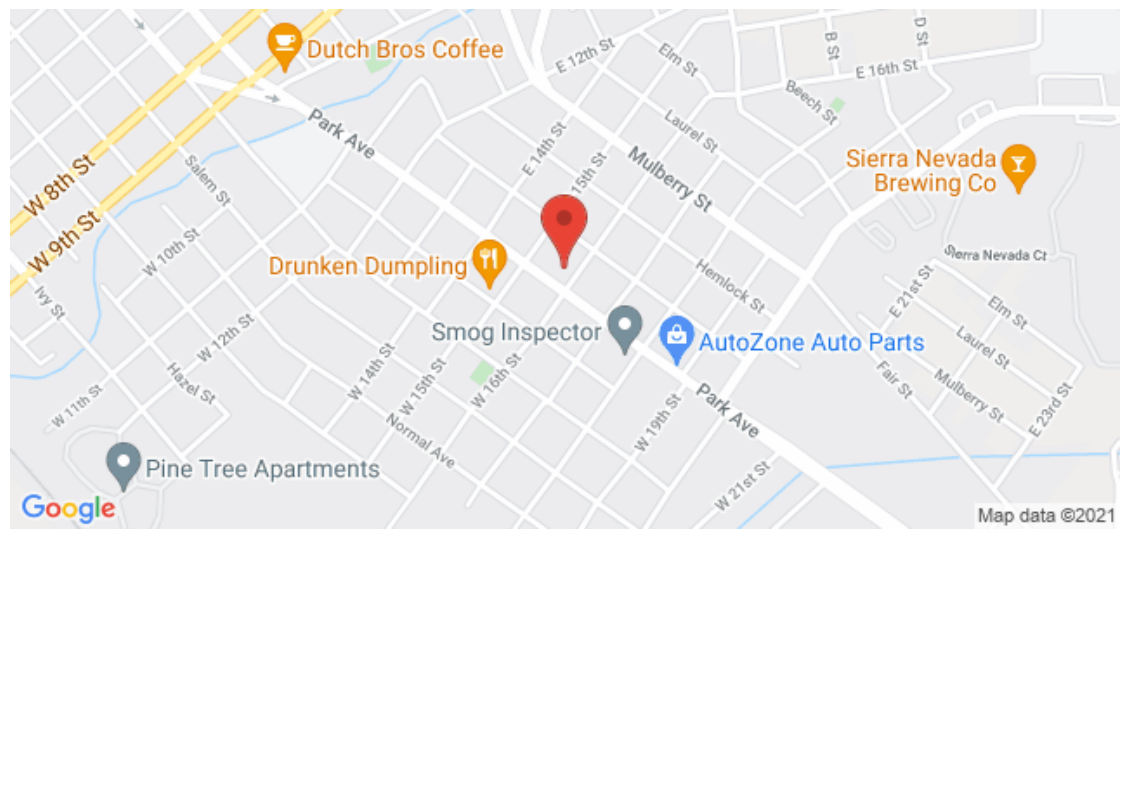 Dutch Bros Coffee
E 12th St
Elm St
B St
D St
E 16th St
Beech St
Park Ave
W 8th St
Salem St
E 14th St
15th St
Laurel St
Mulberry St
Sierra Nevada
Brewing Co
W 9th St
W 10th St
Drunken Dumpling
Hemlock St
Sierra Nevada Ct
E 21st St
Elm St
Ivy St
W 12th St
Smog Inspector
AutoZone Auto Parts
Laurel St
Hazel St
W 14th St
W 15th St
W 16th St
Fair St
Mulberry St
W 11th St
Normal Ave
W 19th St
Park Ave
E 23rd St
Pine Tree Apartments
W 21st St
Google
Map data ©2021